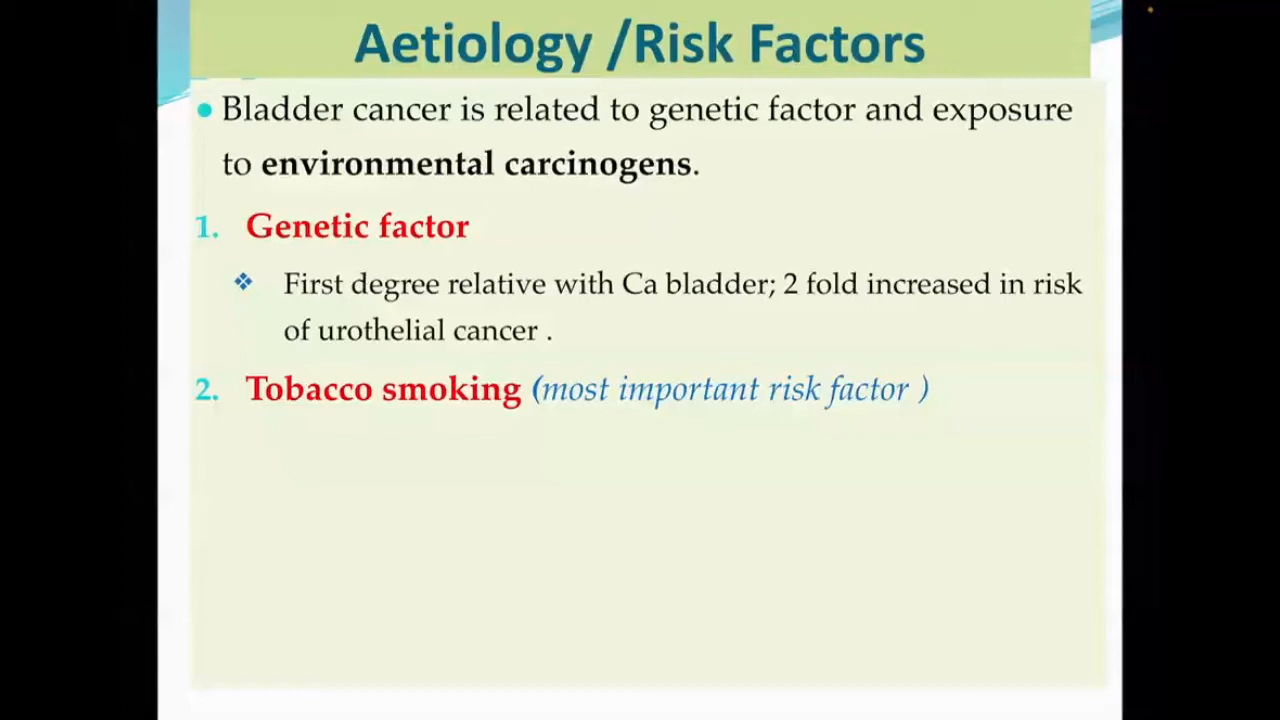 Aetiology /Risk Factors
• Bladder cancer is related to genetic factor and exposure
to environmental carcinogens.
1. Genetic factor
❖ First degree relative with Ca bladder; 2 fold increased in risk
of urothelial cancer .
2. Tobacco smoking (most important risk factor )